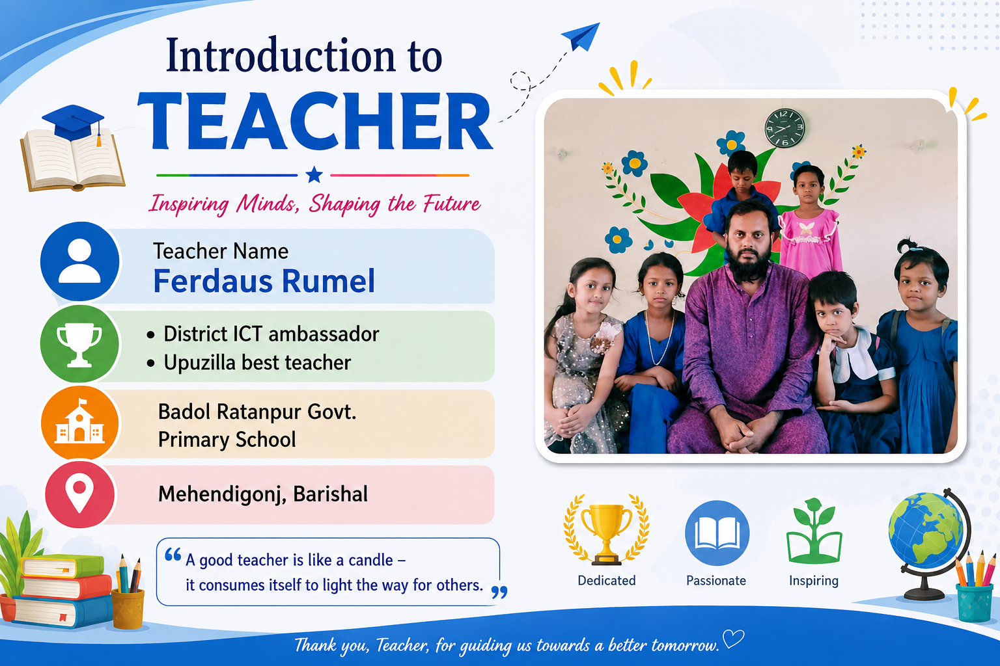 Introduction to
TEACHER
Inspiring Minds, Shaping the Future
Teacher Name
Ferdaus Rumel
• District ICT ambassador
• Upuzilla best teacher
Badol Ratanpur Govt.
Primary School
Mehendigonj, Barishal
“ A good teacher is like a candle –
it consumes itself to light the way for others. ”
Dedicated
Passionate
Inspiring
Thank you, Teacher, for guiding us towards a better tomorrow.